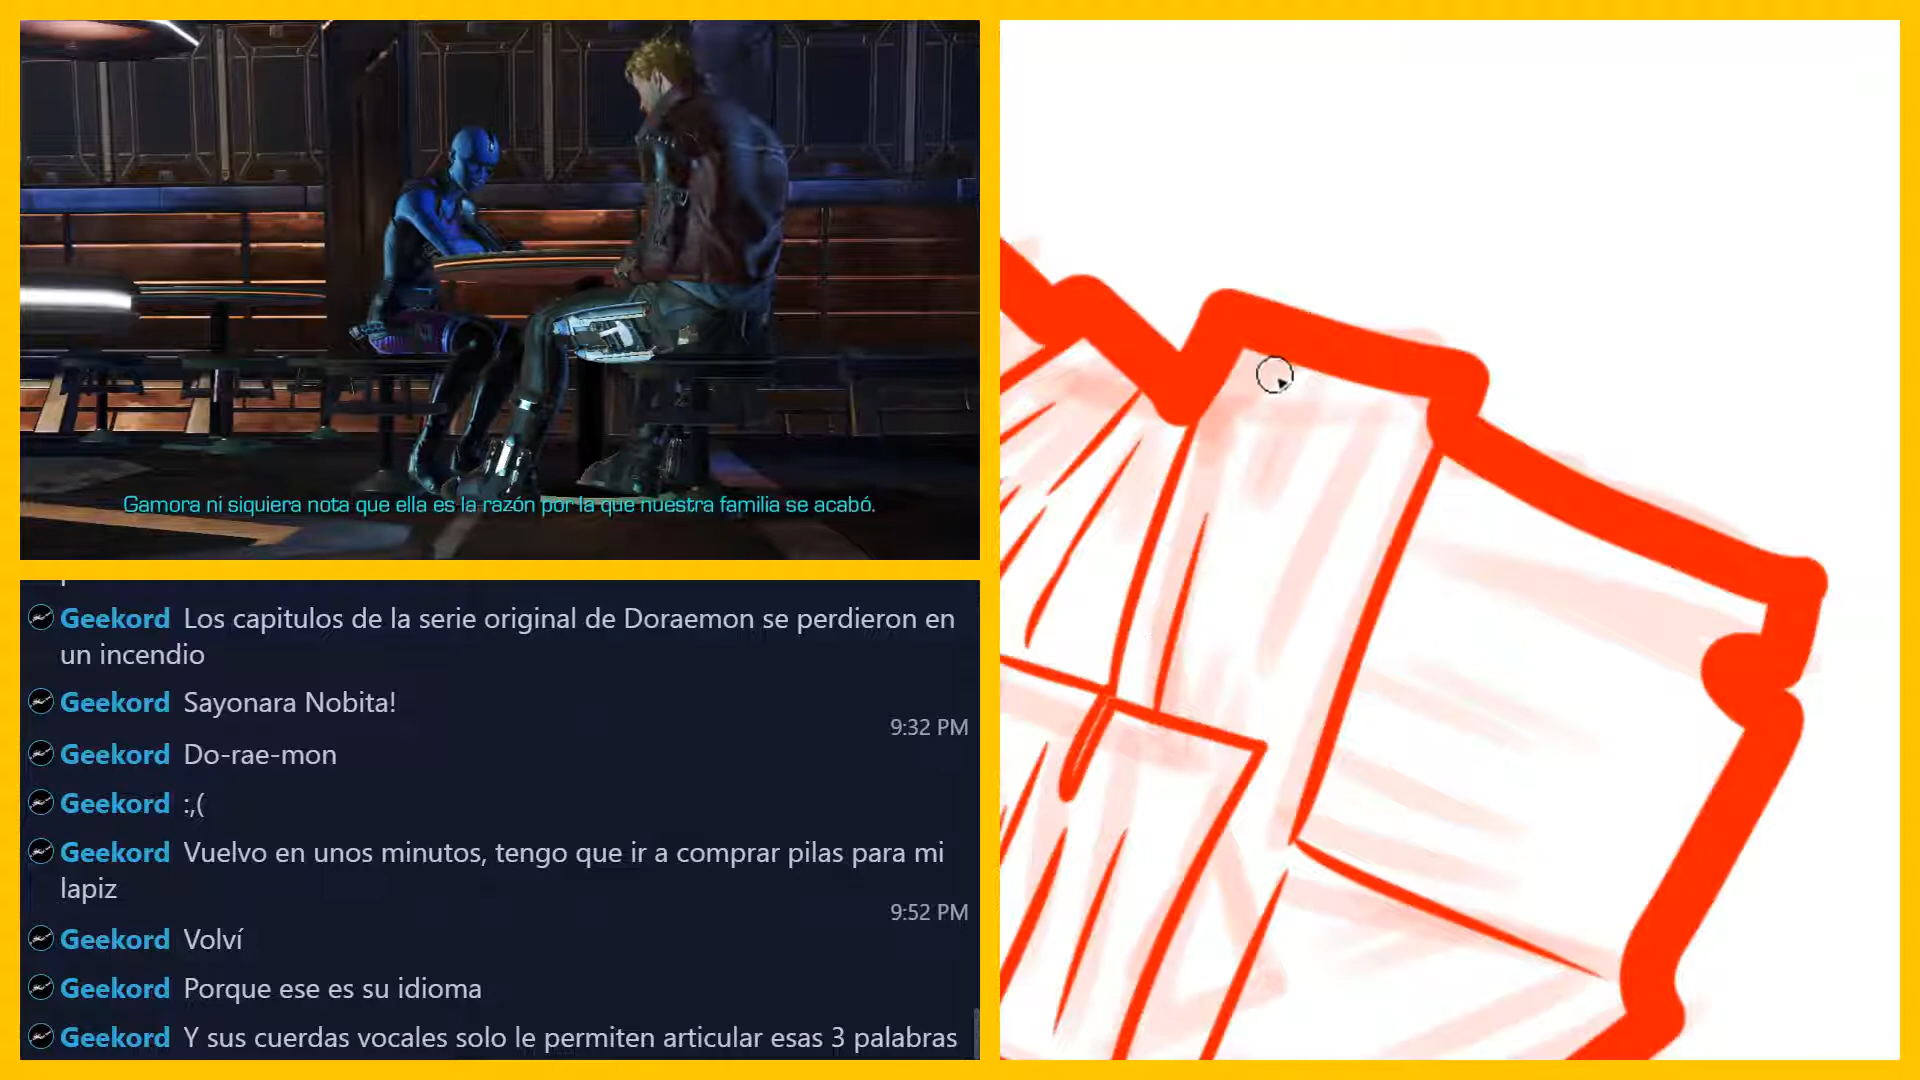 Gamora ni siquiera nota que ella es la razón por la que nuestra familia se acabó.
Geekord Los capitulos de la serie original de Doraemon se perdieron en
un incendio
Geekord Sayonara Nobita!
9:32 PM
Geekord Do-rae-mon
Geekord :,(
Geekord Vuelvo en unos minutos, tengo que ir a comprar pilas para mi
lapiz
9:52 PM
Geekord Volví
Geekord Porque ese es su idioma
Geekord Y sus cuerdas vocales solo le permiten articular esas 3 palabras